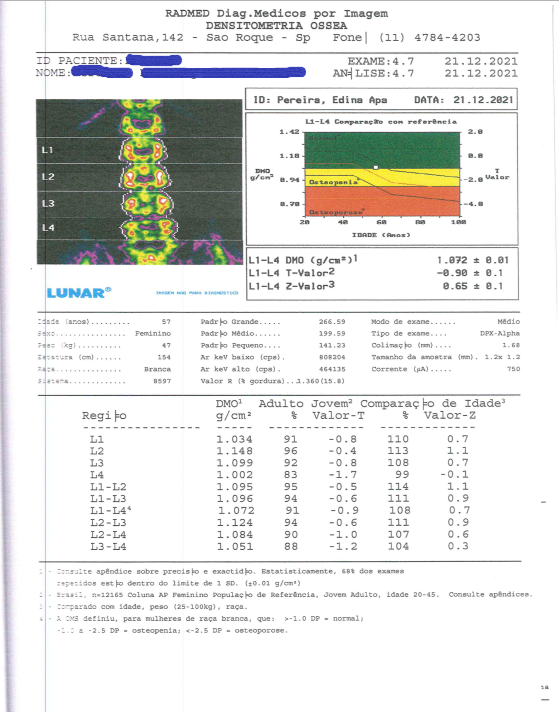 RADMED Diag.Medicos por Imagem
DENSITOMETRIA OSSEA
Rua Santana,142 - Sao Roque - Sp Fone| (11) 4784-4203
ID PACIENTE: EXAME:4.7 21.12.2021
NOME: AN┼LISE:4.7 21.12.2021
ID: Pereira, Edina Apa DATA: 21.12.2021
L1-L4 Comparação com referência
1.42 2.0
1.18 0.0
DMO g/cm² 0.94 -2.0 T Valor
0.70 -4.0
Osteopenia
Osteoporose
20 40 60 80 100
IDADE (Anos)
L1
L2
L3
L4
L1-L4 DMO (g/cm²)1 1.072 ± 0.01
L1-L4 T-Valor2 -0.90 ± 0.1
L1-L4 Z-Valor3 0.65 ± 0.1
LUNAR® IMAGEM NAO PARA DIAGNOSTICO
Idade (anos)......... 57 Padr├o Grande..... 266.59 Modo de exame...... Médio
Sexo............ Feminino Padr├o Médio...... 199.59 Tipo de exame.... DPX-Alpha
Peso (kg)........... 47 Padr├o Pequeno.... 141.23 Colimaç├o (mm)..... 1.68
Estatura (cm)...... 154 Ar keV baixo (cps). 808204 Tamanho da amostra (mm). 1.2x 1.2
Raça............. Branca Ar keV alto (cps). 464135 Corrente (µA)..... 750
Sistema............. 8597 Valor R (% gordura)..1.360(15.8)
DMO¹ Adulto Jovem² Comparaç├o de Idade³
Regi├o g/cm² % Valor-T % Valor-Z
L1 1.034 91 -0.8 110 0.7
L2 1.148 96 -0.4 113 1.1
L3 1.099 92 -0.8 108 0.7
L4 1.002 83 -1.7 99 -0.1
L1-L2 1.095 95 -0.5 114 1.1
L1-L3 1.096 94 -0.6 111 0.9
L1-L4⁴ 1.072 91 -0.9 108 0.7
L2-L3 1.124 94 -0.6 111 0.9
L2-L4 1.084 90 -1.0 107 0.6
L3-L4 1.051 88 -1.2 104 0.3
1 - Consulte apêndice sobre precis├o e exactid├o. Estatisticamente, 68% dos exames
repetidos est├o dentro do limite de 1 SD. (±0.01 g/cm²)
2 - Brasil, n=12165 Coluna AP Feminino Populaç├o de Referência, Jovem Adulto, idade 20-45. Consulte apêndices.
3 - Comparado com idade, peso (25-100kg), raça.
4 - A OMS definiu, para mulheres de raça branca, que: >-1.0 DP = normal;
-1.0 a -2.5 DP = osteopenia; <-2.5 DP = osteoporose.
18